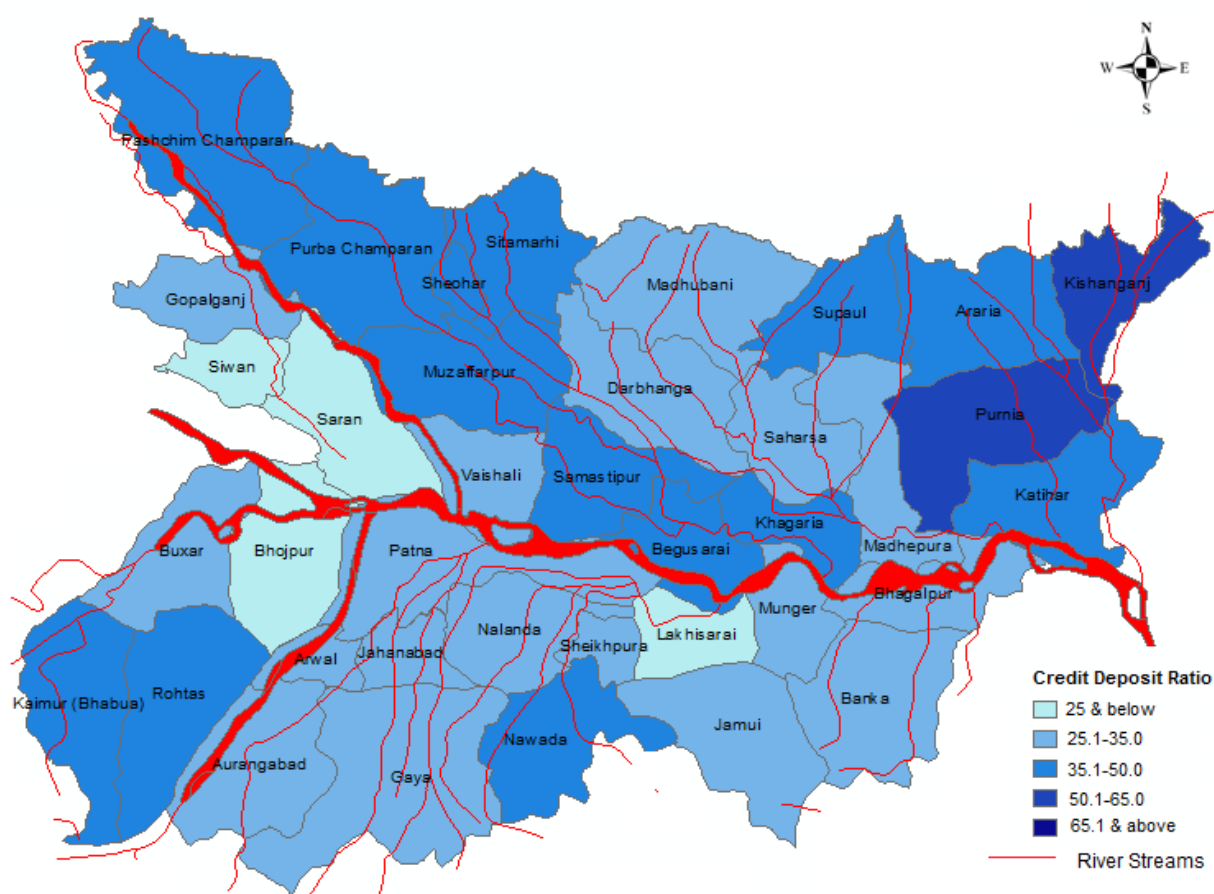 N
W E
S
Pashchim Champaran
Purba Champaran
Sitamarhi
Sheohar
Madhubani
Kishanganj
Gopalganj
Supaul
Araria
Siwan
Muzaffarpur
Darbhanga
Saran
Purnia
Saharsa
Vaishali
Samastipur
Katihar
Khagaria
Buxar
Bhojpur
Patna
Begusarai
Madhepura
Bhagalpur
Munger
Nalanda
Lakhisarai
Sheikhpura
Arwal
Jahanabad
Kaimur (Bhabua)
Rohtas
Banka
Jamui
Nawada
Aurangabad
Gaya
Credit Deposit Ratio
25 & below
25.1-35.0
35.1-50.0
50.1-65.0
65.1 & above
River Streams